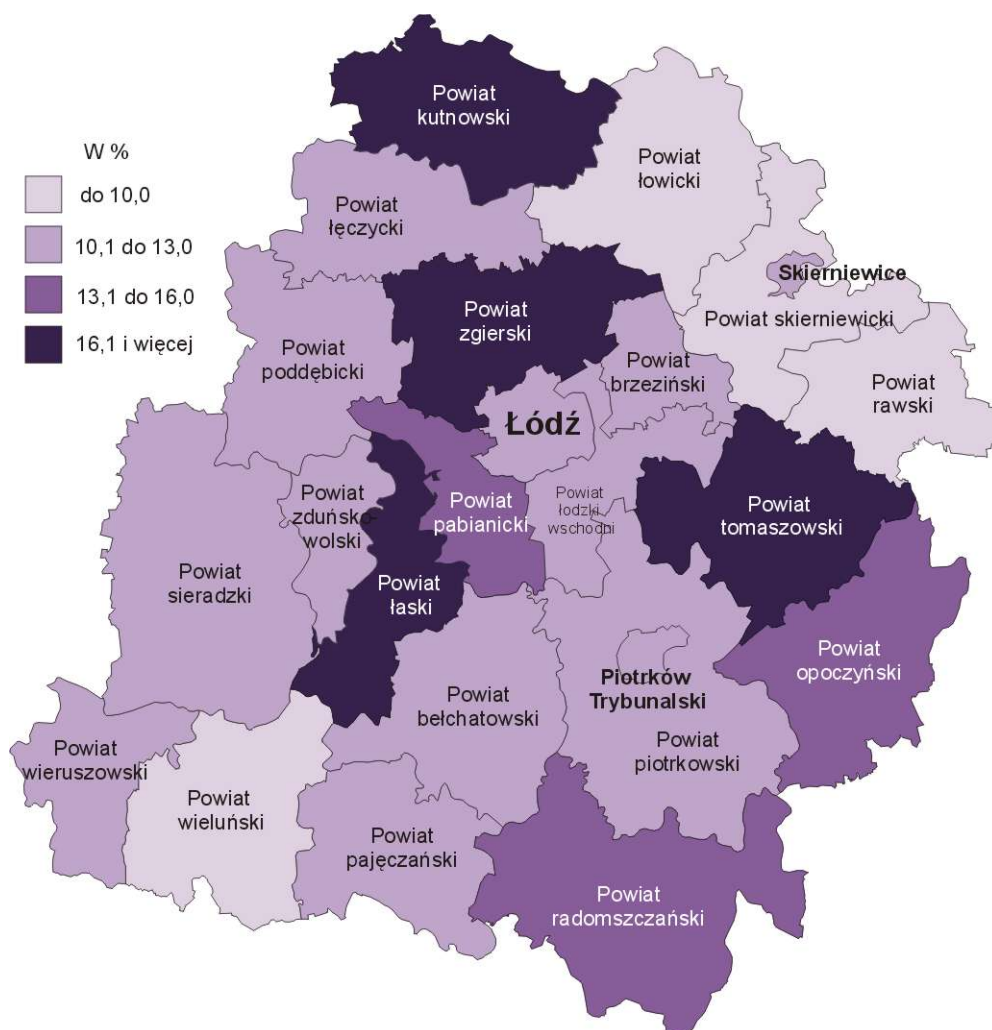 W %
do 10,0
10,1 do 13,0
13,1 do 16,0
16,1 i więcej
Powiat
kutnowski
Powiat
łowicki
Powiat
łęczycki
Skierniewice
Powiat
zgierski
Powiat skierniewicki
Powiat
poddębicki
Powiat
brzeziński
Powiat
rawski
Łódź
Powiat
zduńsko-
wolski
Powiat
pabianicki
Powiat
łodzki
wschodni
Powiat
tomaszowski
Powiat
sieradzki
Powiat
łaski
Powiat
opoczyński
Powiat
bełchatowski
Piotrków
Trybunalski
Powiat
piotrkowski
Powiat
wieruszowski
Powiat
wieluński
Powiat
pajęczański
Powiat
radomszczański